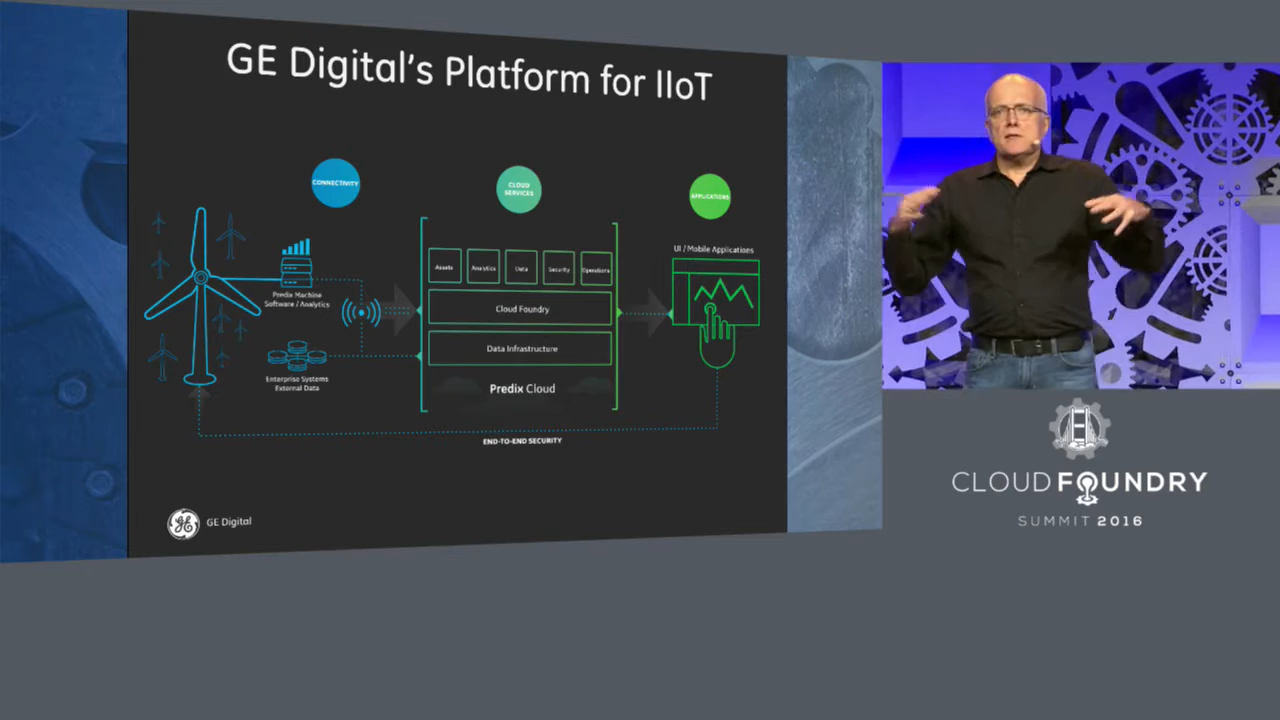 GE Digital's Platform for IIoT
CONNECTIVITY
CLOUD
SERVICES
APPLICATIONS
Predix Machine
Software / Analytics
Enterprise Systems
External Data
Assets
Analytics
Data
Security
Operations
Cloud Foundry
Data Infrastructure
Predix Cloud
UI / Mobile Applications
END-TO-END SECURITY
GE
GE Digital
CLOUD FOUNDRY
SUMMIT 2016